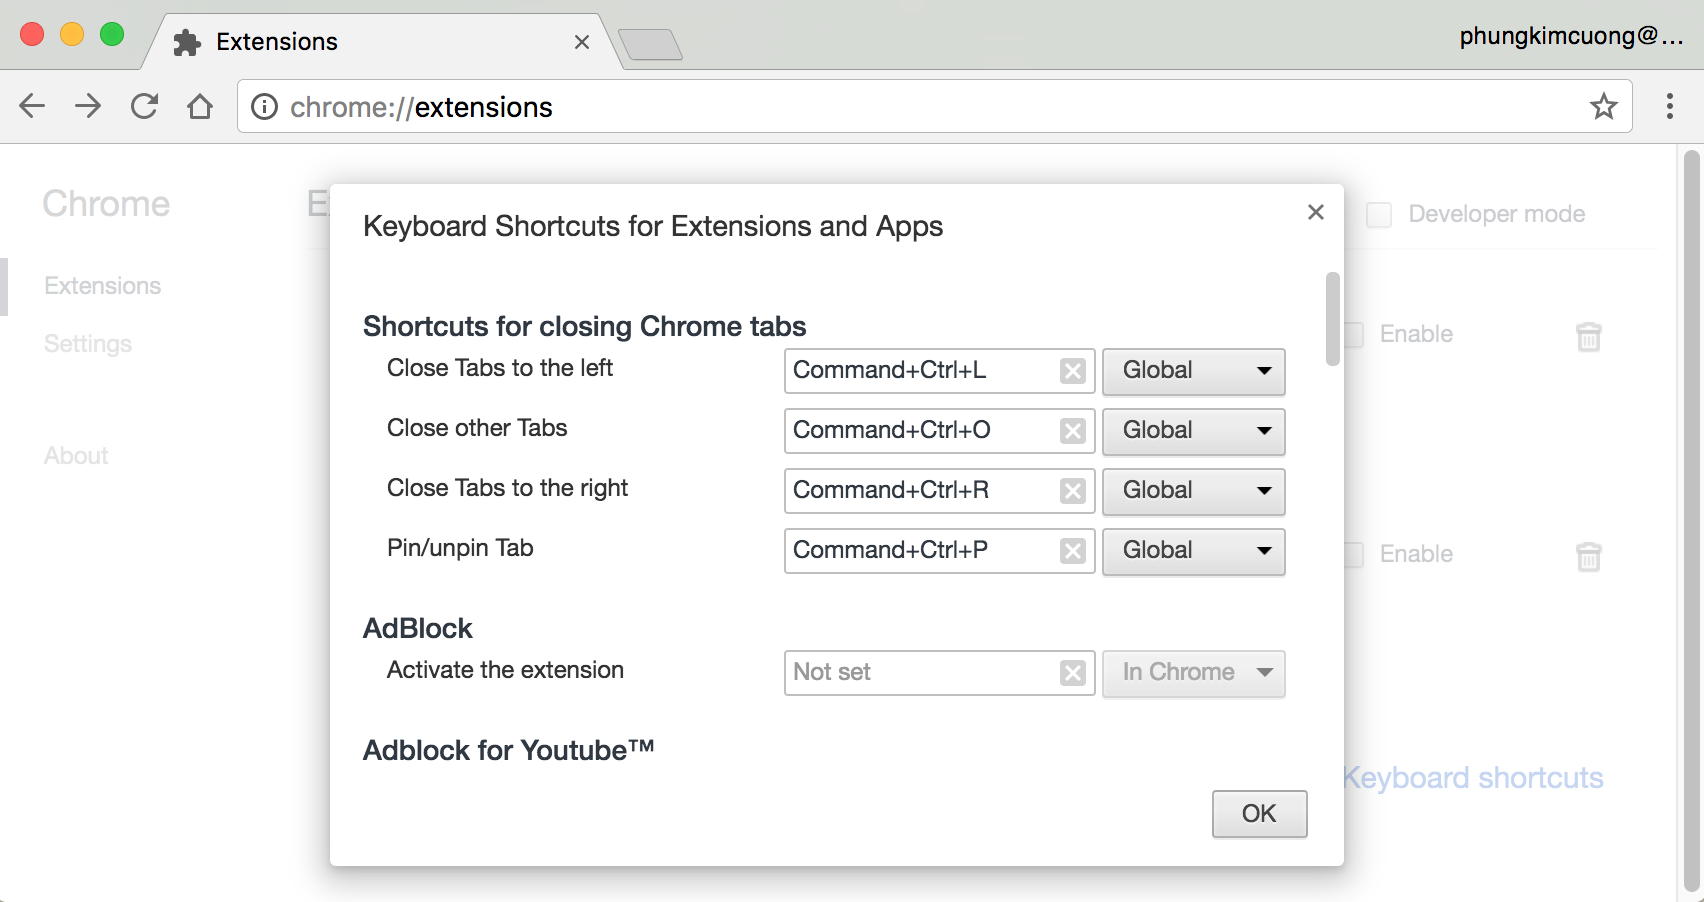 Extensions
phungkimcuong@...
chrome://extensions
Chrome
Keyboard Shortcuts for Extensions and Apps
Developer mode
Extensions
Settings
About
Shortcuts for closing Chrome tabs
Close Tabs to the left Command+Ctrl+L Global
Close other Tabs Command+Ctrl+O Global
Close Tabs to the right Command+Ctrl+R Global
Pin/unpin Tab Command+Ctrl+P Global
AdBlock
Activate the extension Not set In Chrome
Adblock for Youtube™
OK
Enable
Enable
Keyboard shortcuts